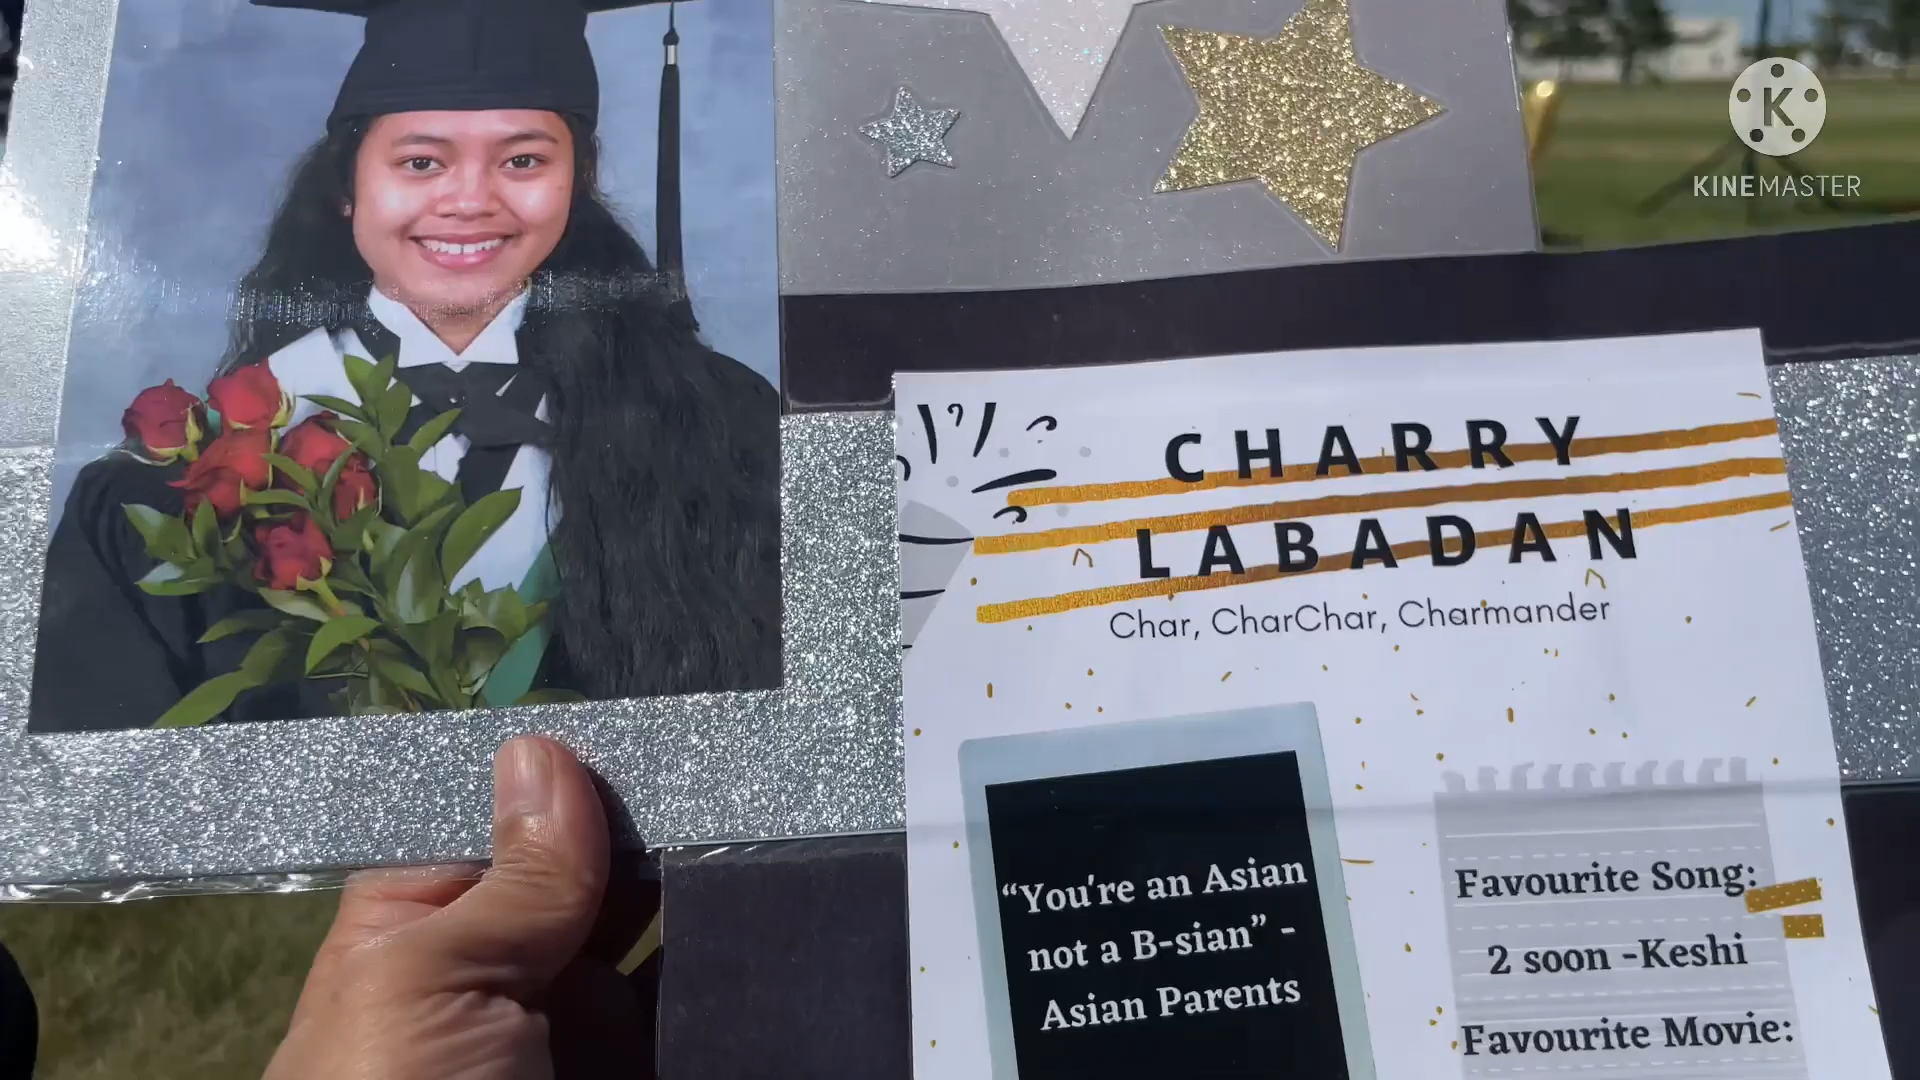 K
KINEMASTER
CHARRY
LABADAN
Char, CharChar, Charmander
“You're an Asian
not a B-sian” -
Asian Parents
Favourite Song:
2 soon -Keshi
Favourite Movie: